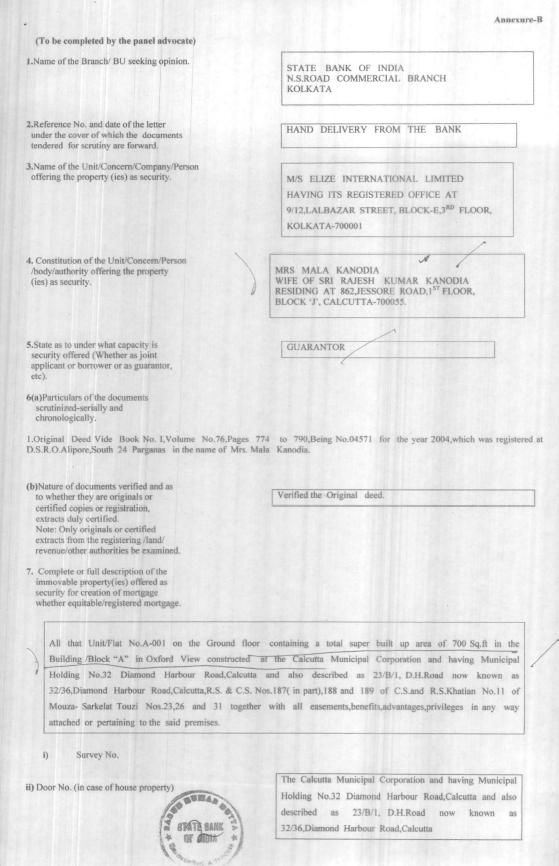 Annexure-B
(To be completed by the panel advocate)
1.Name of the Branch/ BU seeking opinion.
STATE BANK OF INDIA
N.S.ROAD COMMERCIAL BRANCH
KOLKATA
2.Reference No. and date of the letter
under the cover of which the documents
tendered for scrutiny are forward.
HAND DELIVERY FROM THE BANK
3.Name of the Unit/Concern/Company/Person
offering the property (ies) as security.
M/S ELIZE INTERNATIONAL LIMITED
HAVING ITS REGISTERED OFFICE AT
9/12,LALBAZAR STREET, BLOCK-E,3RD FLOOR,
KOLKATA-700001
4. Constitution of the Unit/Concern/Person
/body/authority offering the property
(ies) as security.
MRS MALA KANODIA
WIFE OF SRI RAJESH KUMAR KANODIA
RESIDING AT 862,JESSORE ROAD,1ST FLOOR,
BLOCK 'J', CALCUTTA-700055.
5.State as to under what capacity is
security offered (Whether as joint
applicant or borrower or as guarantor,
etc).
GUARANTOR
6(a)Particulars of the documents
scrutinized-serially and
chronologically.
1.Original Deed Vide Book No. I,Volume No.76,Pages 774 to 790,Being No.04571 for the year 2004,which was registered at
D.S.R.O.Alipore,South 24 Parganas in the name of Mrs. Mala Kanodia.
(b)Nature of documents verified and as
to whether they are originals or
certified copies or registration,
extracts duly certified.
Note: Only originals or certified
extracts from the registering /land/
revenue/other authorities be examined.
Verified the Original deed.
7. Complete or full description of the
immovable property(ies) offered as
security for creation of mortgage
whether equitable/registered mortgage.
All that Unit/Flat No.A-001 on the Ground floor containing a total super built up area of 700 Sq.ft in the
Building /Block "A" in Oxford View constructed at the Calcutta Municipal Corporation and having Municipal
Holding No.32 Diamond Harbour Road,Calcutta and also described as 23/B/1, D.H.Road now known as
32/36,Diamond Harbour Road,Calcutta,R.S. & C.S. Nos.187( in part),188 and 189 of C.S.and R.S.Khatian No.11 of
Mouza- Sarkelat Touzi Nos.23,26 and 31 together with all easements,benefits,advantages,privileges in any way
attached or pertaining to the said premises.
i) Survey No.
ii) Door No. (in case of house property)
The Calcutta Municipal Corporation and having Municipal
Holding No.32 Diamond Harbour Road,Calcutta and also
described as 23/B/1, D.H.Road now known as
32/36,Diamond Harbour Road,Calcutta
STATE BANK
OF INDIA